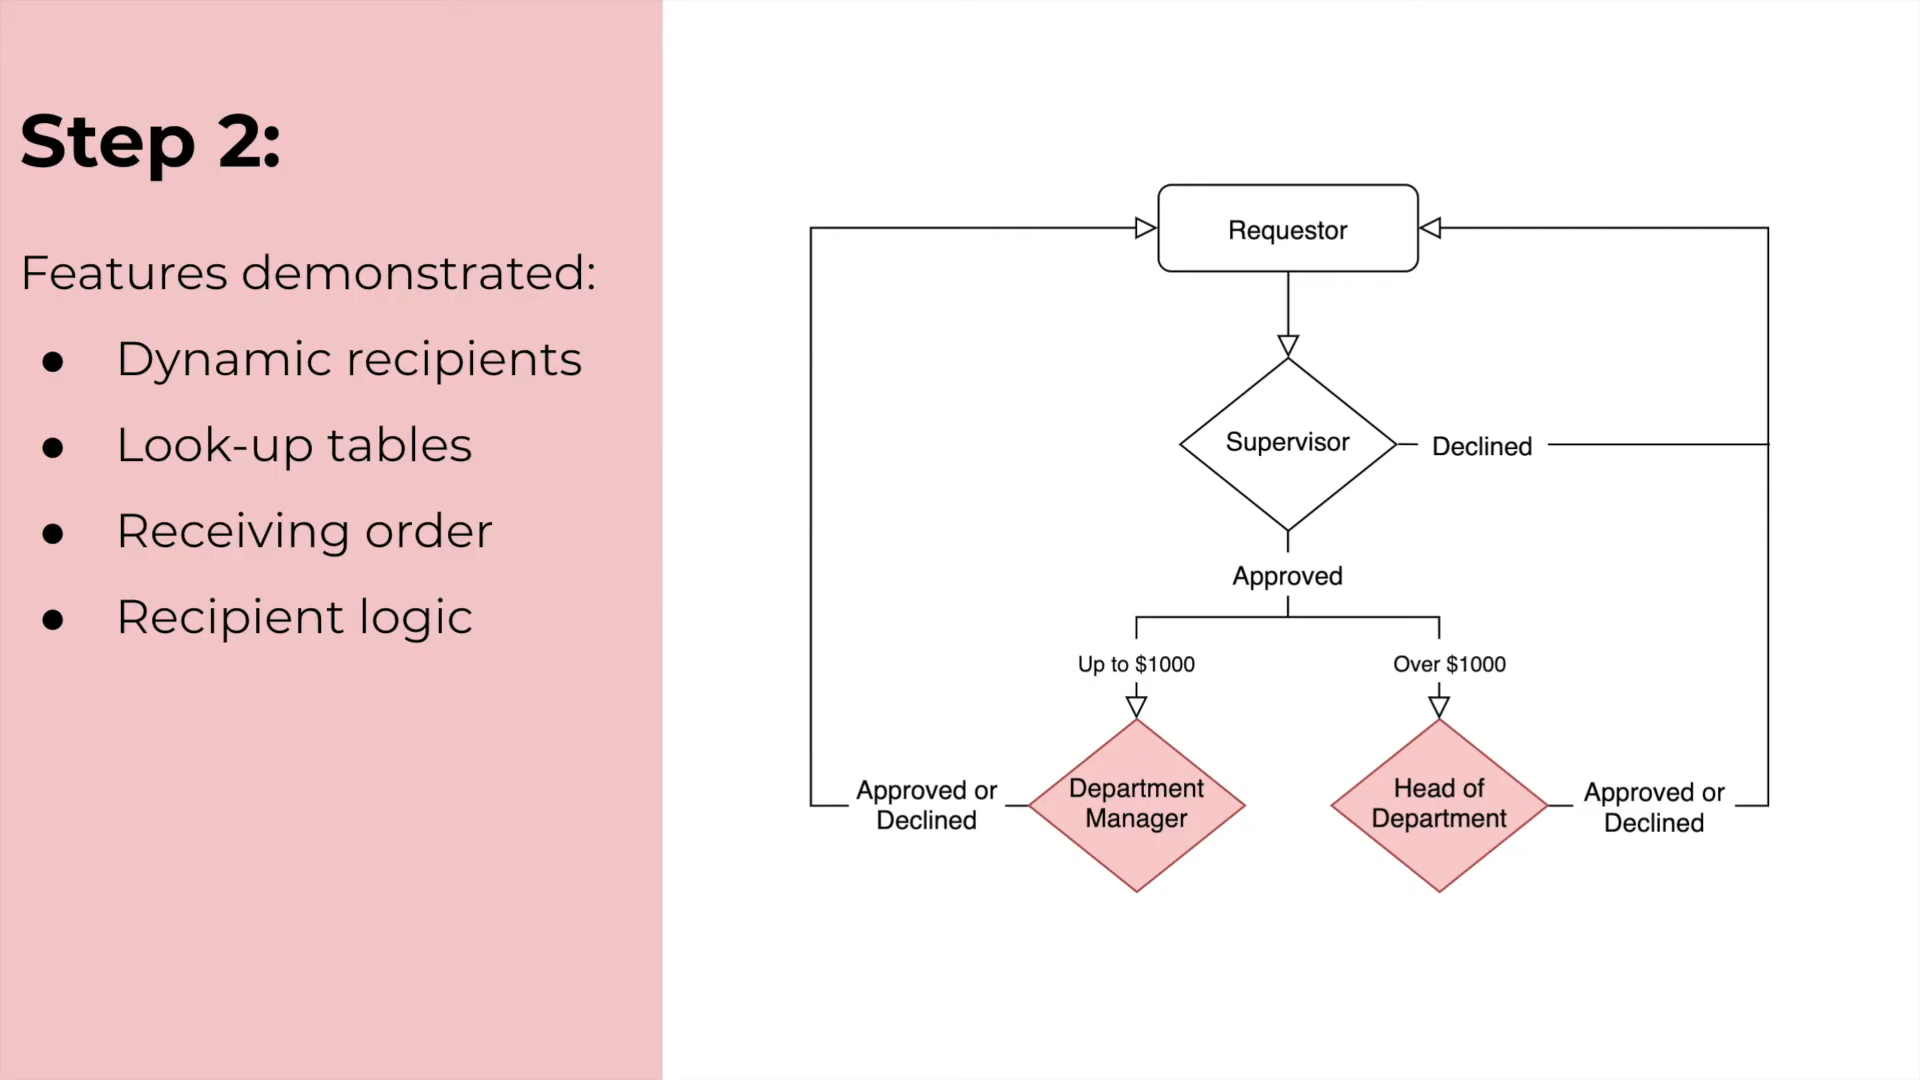 Step 2:
Features demonstrated:
● Dynamic recipients
● Look-up tables
● Receiving order
● Recipient logic
Requestor
Supervisor
Declined
Approved
Up to $1000
Over $1000
Approved or
Declined
Department
Manager
Head of
Department
Approved or
Declined